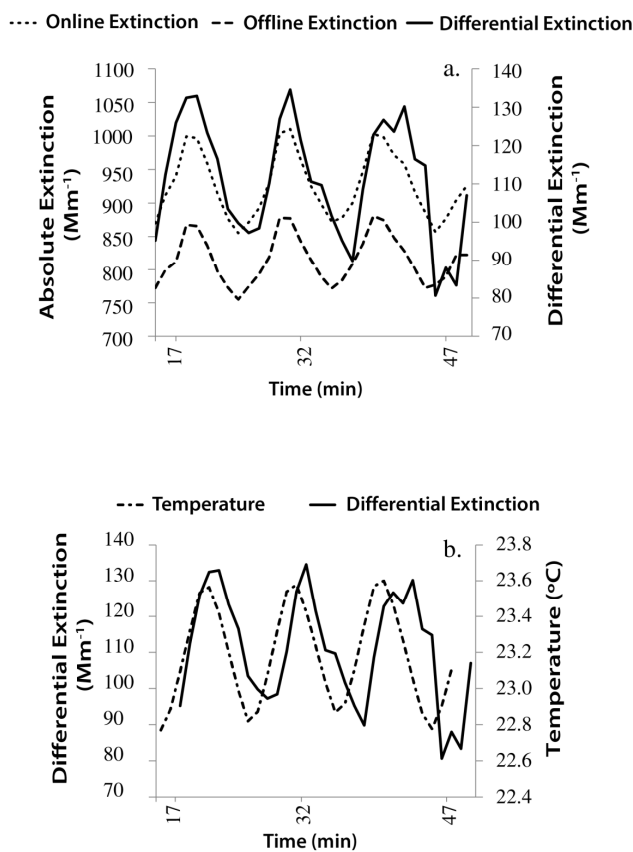 Online Extinction Offline Extinction Differential Extinction
a.
Absolute Extinction
(Mm⁻¹)
1100
1050
1000
950
900
850
800
750
700
140
130
120
110
100
90
80
70
Differential Extinction
(Mm⁻¹)
17 32 47
Time (min)
Temperature Differential Extinction
b.
Differential Extinction
(Mm⁻¹)
140
130
120
110
100
90
80
70
23.8
23.6
23.4
23.2
23.0
22.8
22.6
22.4
Temperature (°C)
17 32 47
Time (min)